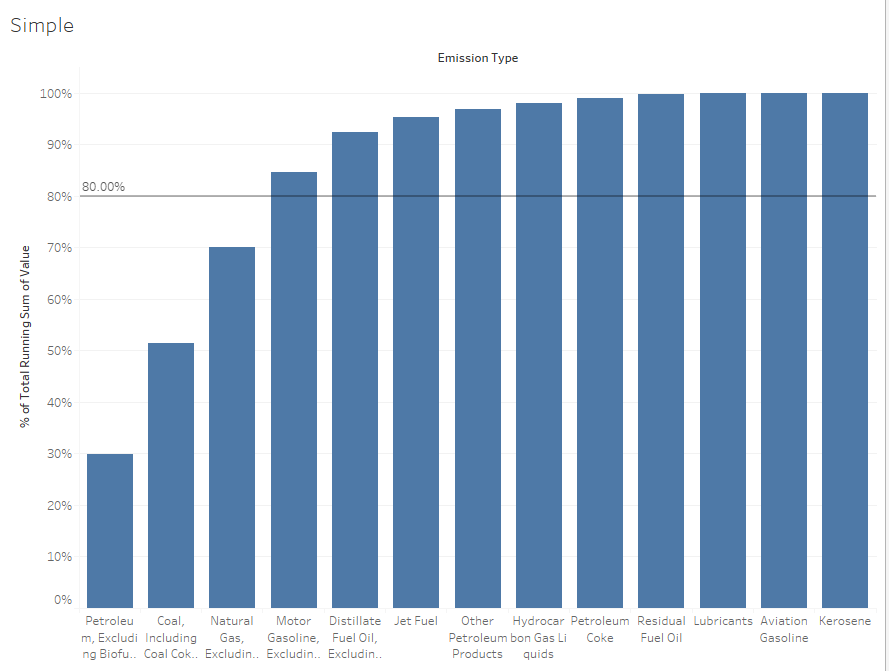 Simple
Emission Type
% of Total Running Sum of Value
100%
90%
80.00%
80%
70%
60%
50%
40%
30%
20%
10%
0%
Petroleu
m, Excludi
ng Biofu..
Coal,
Including
Coal Cok..
Natural
Gas,
Excludin..
Motor
Gasoline,
Excludin..
Distillate
Fuel Oil,
Excludin..
Jet Fuel
Other
Petroleum
Products
Hydrocar
bon Gas Li
quids
Petroleum
Coke
Residual
Fuel Oil
Lubricants
Aviation
Gasoline
Kerosene